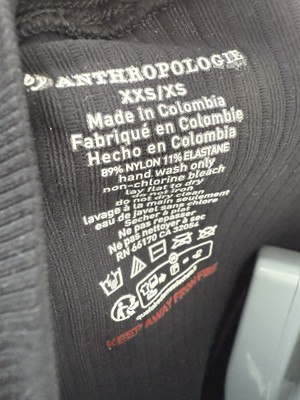 by ANTHROPOLOGIE
XXS/XS
Made in Colombia
Fabriqué en Colombie
Hecho en Colombia
89% NYLON 11% ELASTANE
hand wash only
non-chlorine bleach
lay flat to dry
do not iron
do not dry clean
lavage à la main seulement
eau de javel sans chlore
Sécher à plat
Ne pas repasser
Ne pas nettoyer à sec
RN 66170 CA 32054
KEEP AWAY FROM FIRE